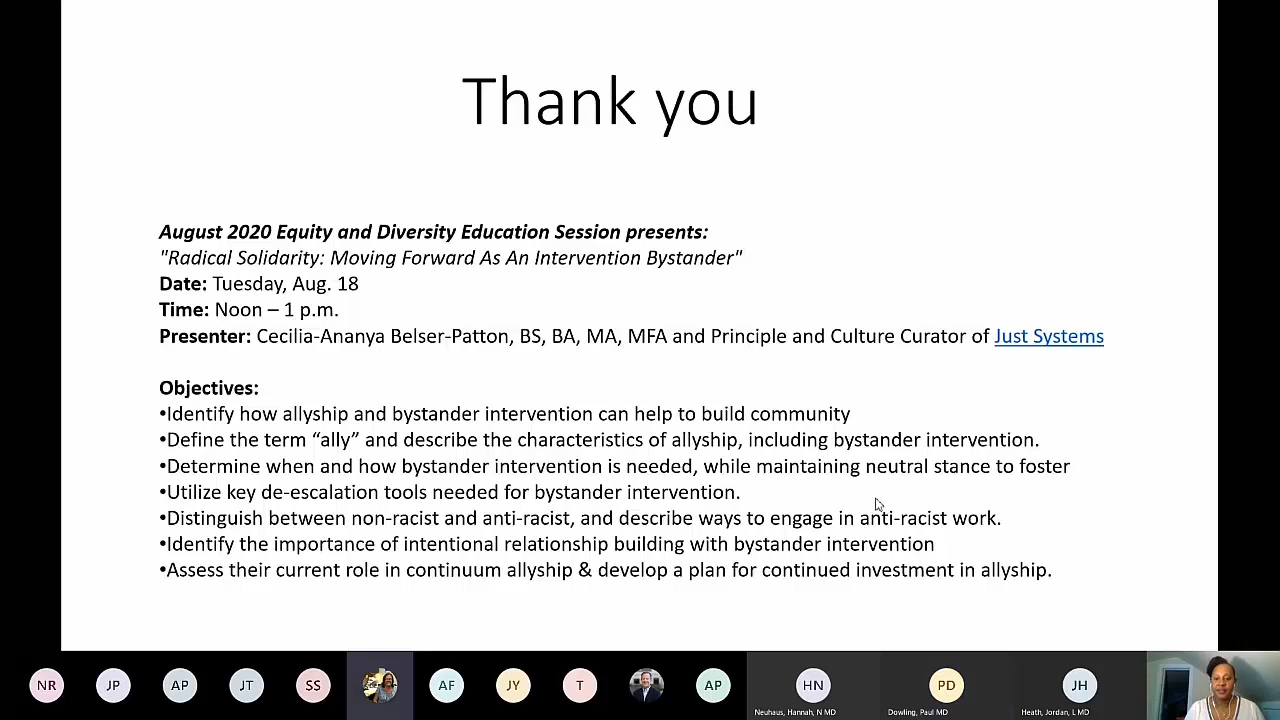 Thank you
August 2020 Equity and Diversity Education Session presents:
"Radical Solidarity: Moving Forward As An Intervention Bystander"
Date: Tuesday, Aug. 18
Time: Noon – 1 p.m.
Presenter: Cecilia-Ananya Belser-Patton, BS, BA, MA, MFA and Principle and Culture Curator of Just Systems
Objectives:
•Identify how allyship and bystander intervention can help to build community
•Define the term “ally” and describe the characteristics of allyship, including bystander intervention.
•Determine when and how bystander intervention is needed, while maintaining neutral stance to foster
•Utilize key de-escalation tools needed for bystander intervention.
•Distinguish between non-racist and anti-racist, and describe ways to engage in anti-racist work.
•Identify the importance of intentional relationship building with bystander intervention
•Assess their current role in continuum allyship & develop a plan for continued investment in allyship.
NR JP AP JT SS AF JY T AP HN PD JH
Neuhaus, Hannah, N MD Dowling, Paul MD Heath, Jordan, L MD